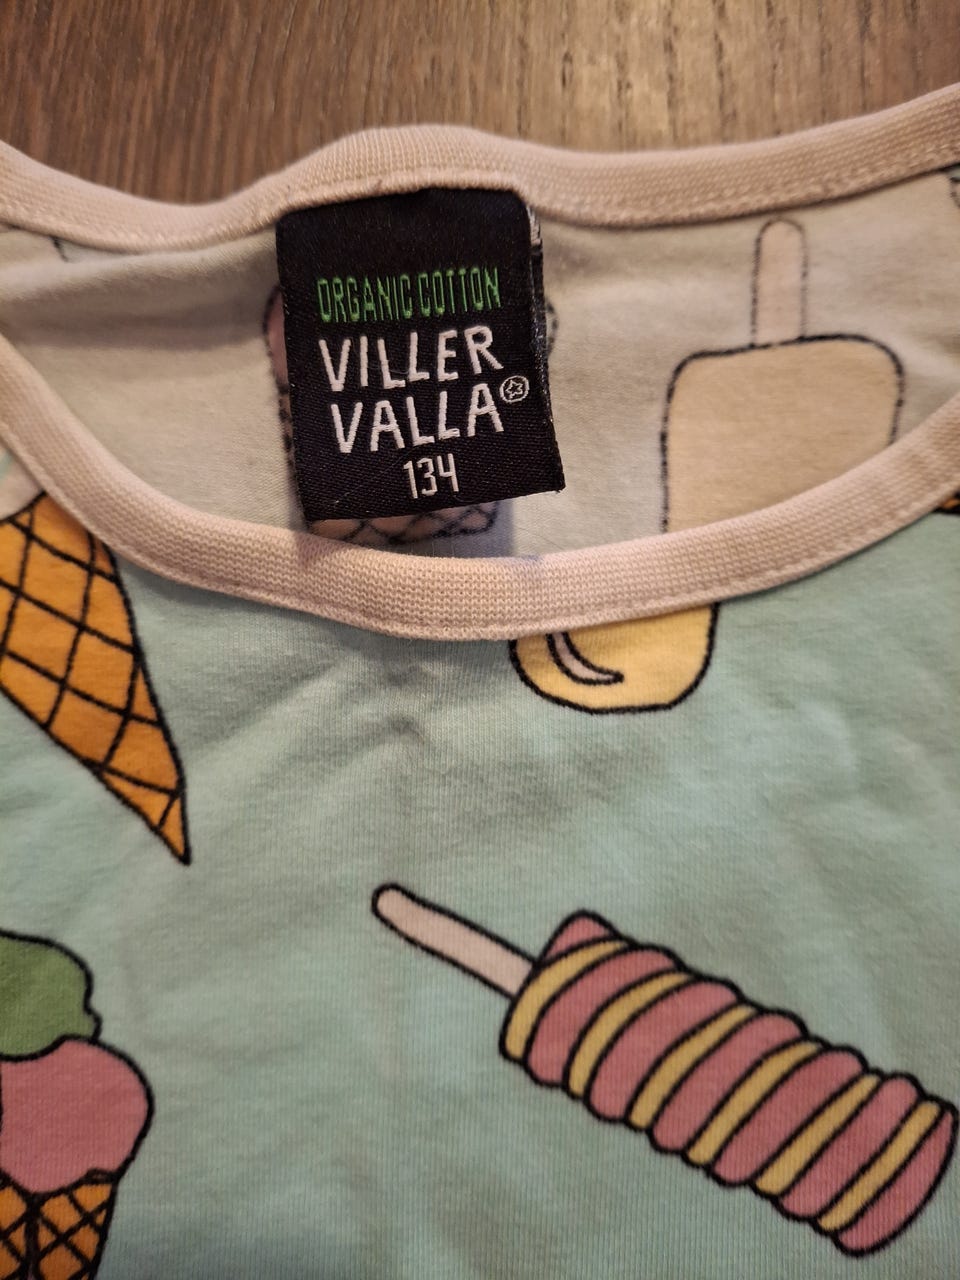 ORGANIC COTTON
VILLER
VALLA
134